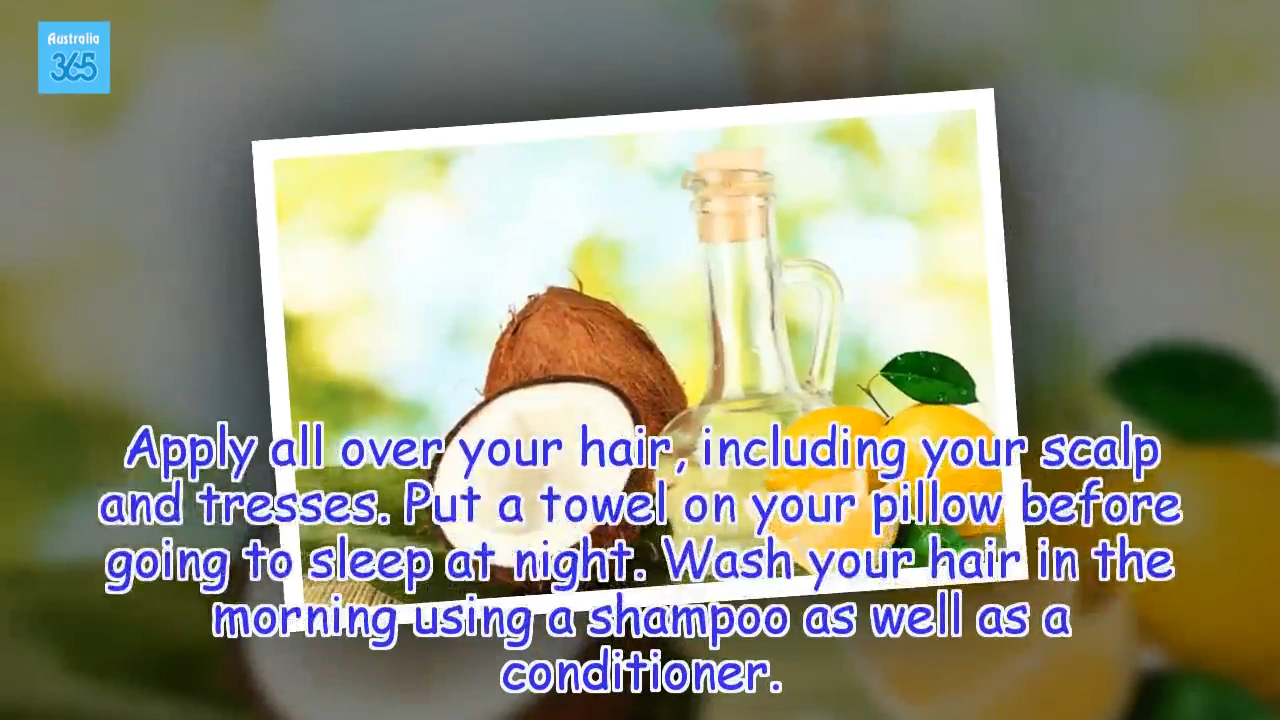 Australia
365
Apply all over your hair, including your scalp
and tresses. Put a towel on your pillow before
going to sleep at night. Wash your hair in the
morning using a shampoo as well as a
conditioner.